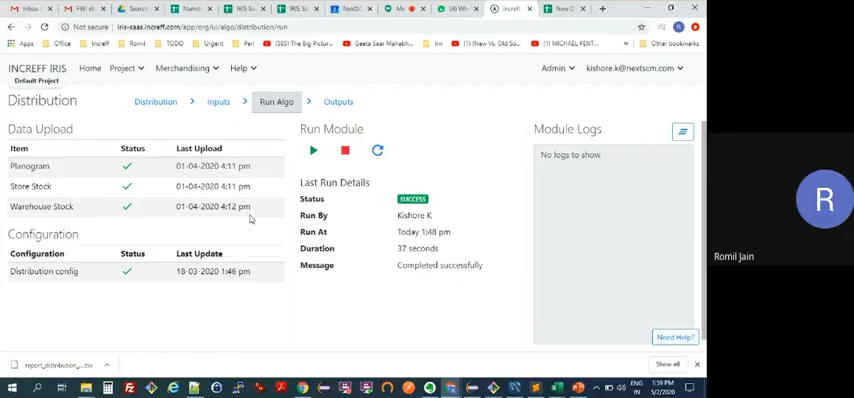 Inbox
FW: ext
Search
Namsh
IRIS Sa
IRIS Sa
NextSC
Me
(4) Wh
Increff
New D
Not secure
iris-saas.increff.com/app/org/ui/algo/distribution/run
Apps
Office
Increff
Romil
TODO
Urgent
Peri
(385) The Big Pictur...
Geeta Saar Mahabh...
Irw
(1) (New Vs. Old So...
(1) MICHAEL PENT...
Other bookmarks
INCREFF IRIS
Home
Project
Merchandising
Help
Admin
kishore.k@nextscm.com
Default Project
Distribution
Distribution
Inputs
Run Algo
Outputs
Data Upload
Item Status Last Upload
Planogram 01-04-2020 4:11 pm
Store Stock 01-04-2020 4:11 pm
Warehouse Stock 01-04-2020 4:12 pm
Configuration
Configuration Status Last Update
Distribution config 18-03-2020 1:46 pm
Run Module
Last Run Details
Status SUCCESS
Run By Kishore K
Run At Today 1:48 pm
Duration 37 seconds
Message Completed successfully
Module Logs
No logs to show
Need Help?
R
Romil Jain
report_distribution_....tsv
Show all
ENG
IN
1:59 PM
5/2/2020